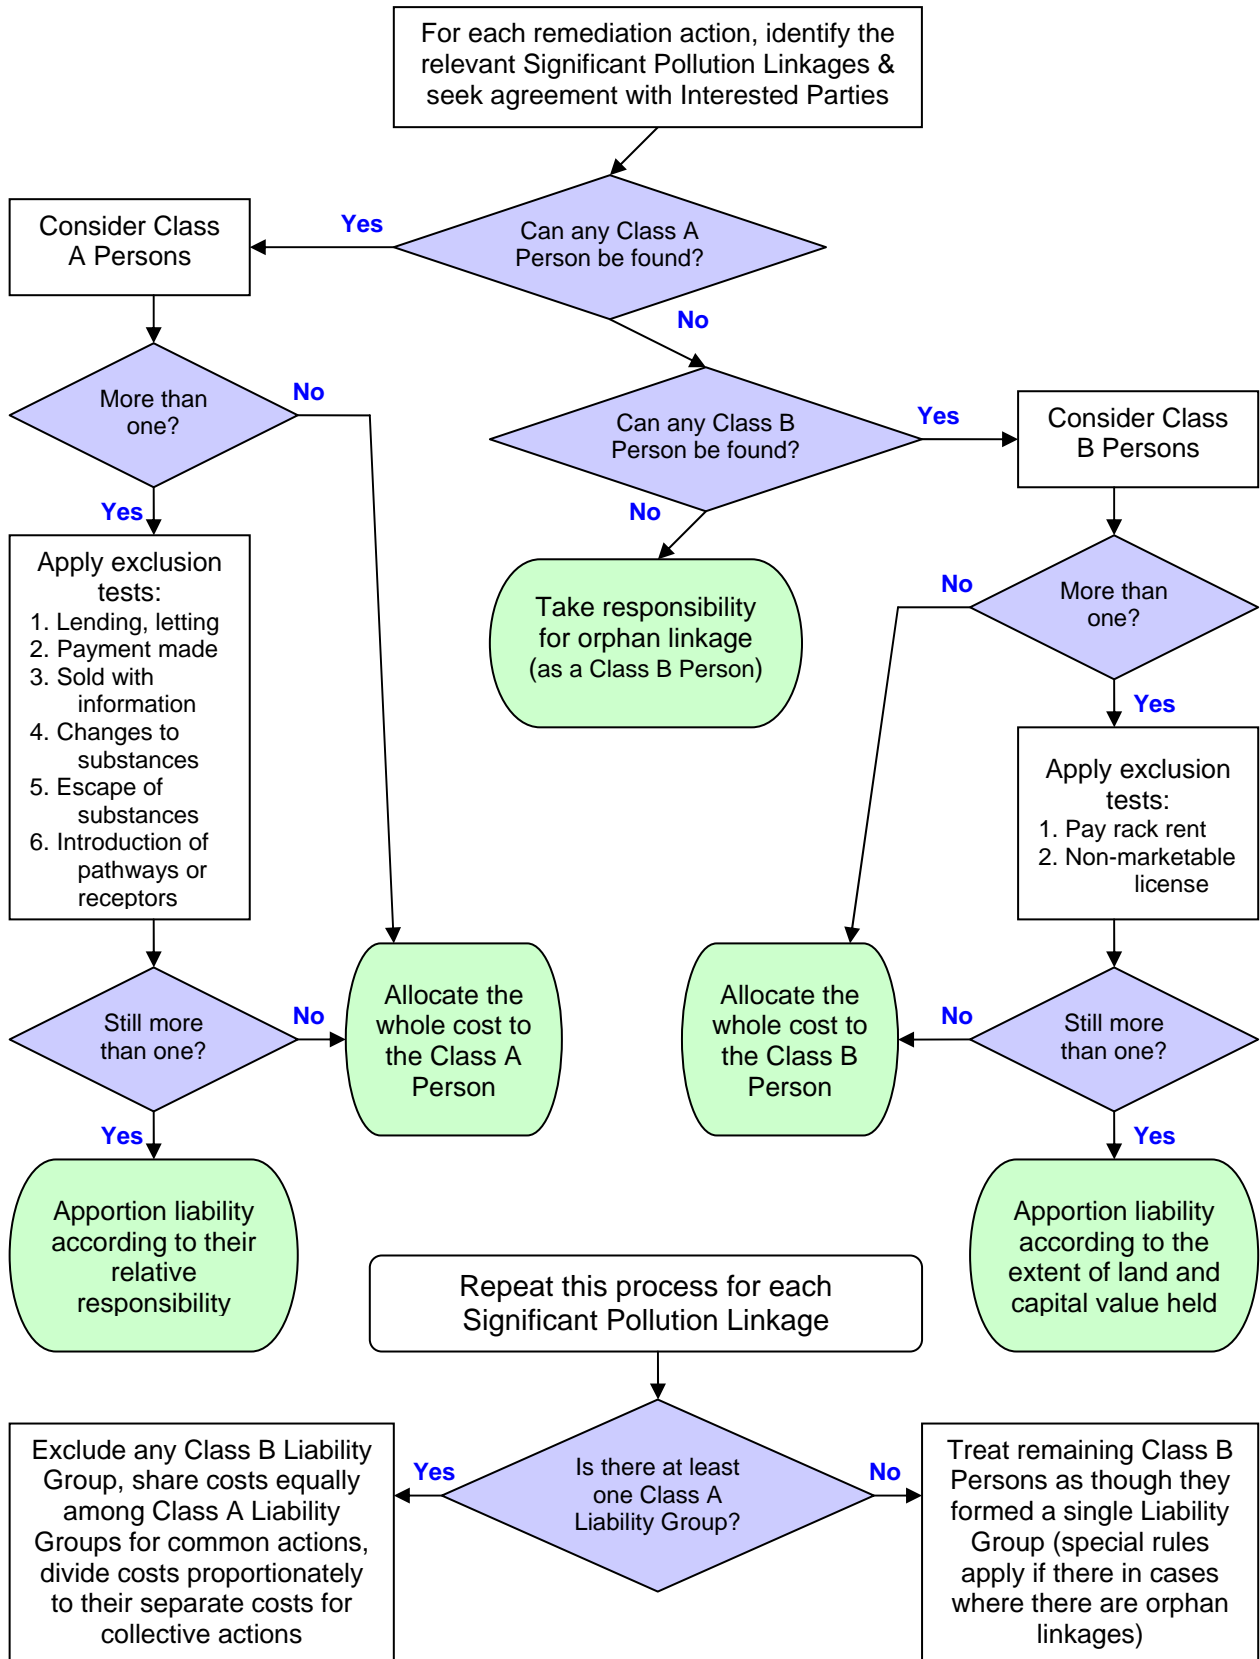 For each remediation action, identify the
relevant Significant Pollution Linkages &
seek agreement with Interested Parties
Consider Class
A Persons
Yes
Can any Class A
Person be found?
No
More than
one?
No
Can any Class B
Person be found?
Yes
Consider Class
B Persons
Yes
No
Apply exclusion
tests:
1. Lending, letting
2. Payment made
3. Sold with
information
4. Changes to
substances
5. Escape of
substances
6. Introduction of
pathways or
receptors
Take responsibility
for orphan linkage
(as a Class B Person)
No
More than
one?
Yes
Apply exclusion
tests:
1. Pay rack rent
2. Non-marketable
license
Still more
than one?
No
Allocate the
whole cost to
the Class A
Person
Allocate the
whole cost to
the Class B
Person
No
Still more
than one?
Yes
Yes
Apportion liability
according to their
relative
responsibility
Apportion liability
according to the
extent of land and
capital value held
Repeat this process for each
Significant Pollution Linkage
Exclude any Class B Liability
Group, share costs equally
among Class A Liability
Groups for common actions,
divide costs proportionately
to their separate costs for
collective actions
Yes
Is there at least
one Class A
Liability Group?
No
Treat remaining Class B
Persons as though they
formed a single Liability
Group (special rules
apply if there in cases
where there are orphan
linkages)